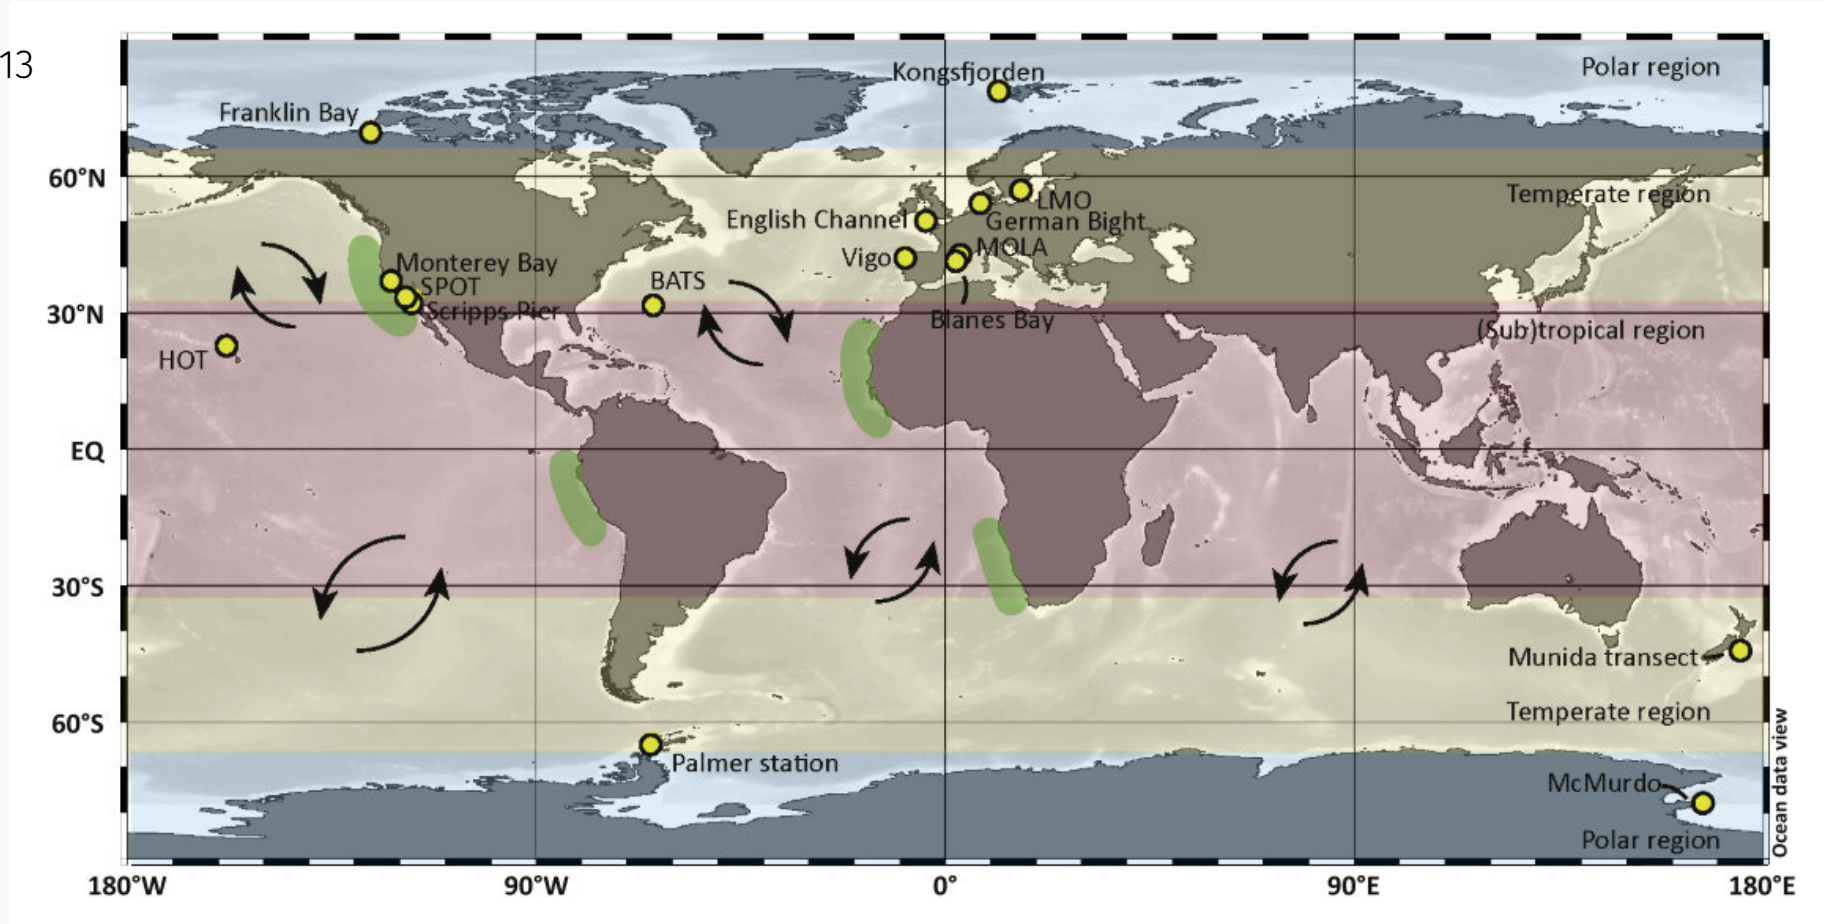 13
Kongsfjorden
Polar region
Franklin Bay
60°N
Temperate region
LMO
English Channel
German Bight
MOLA
Vigo
Monterey Bay
BATS
SPOT
30°N
Scripps Pier
Blanes Bay
(Sub)tropical region
HOT
EQ
30°S
Munida transect
60°S
Temperate region
Palmer station
McMurdo
Polar region
Ocean data view
180°W
90°W
0°
90°E
180°E